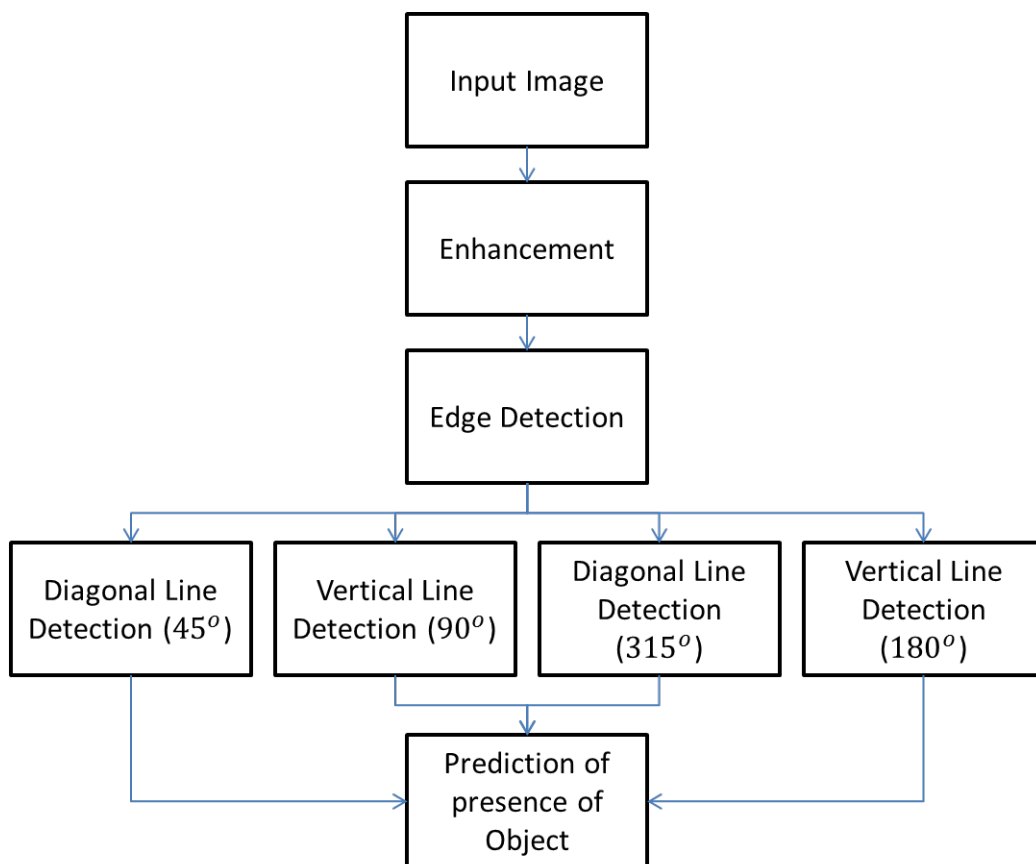 Input Image
Enhancement
Edge Detection
Diagonal Line
Detection (45°)
Vertical Line
Detection (90°)
Diagonal Line
Detection
(315°)
Vertical Line
Detection
(180°)
Prediction of
presence of
Object